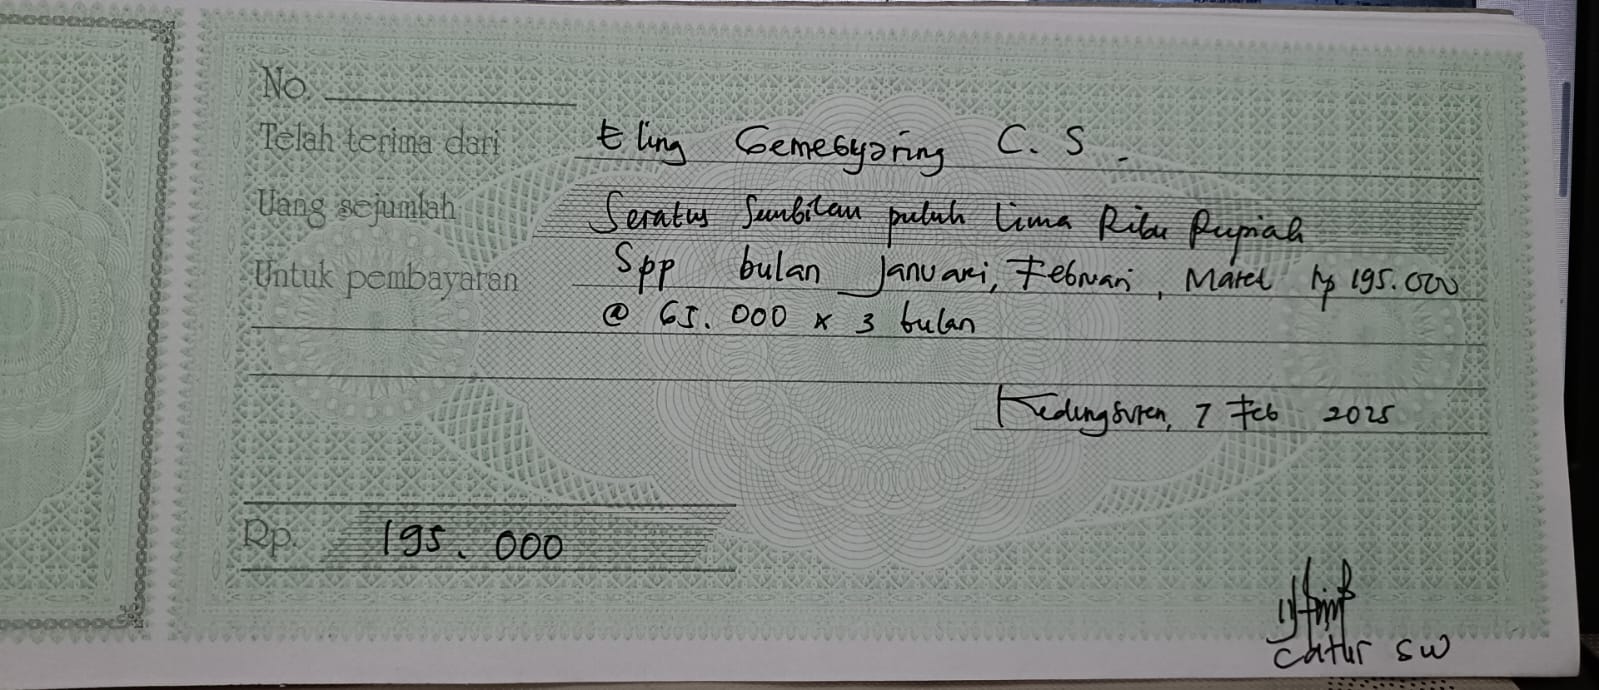 No.
Telah terima dari Eling Gemebyaring C. S.
Uang sejumlah Seratus Sembilan puluh lima Ribu Rupiah
Untuk pembayaran Spp bulan Januari, Februari, Maret Rp 195.000
@ 65.000 x 3 bulan
Kedungsuren, 7 Feb 2025
Rp. 195.000
Catur SW